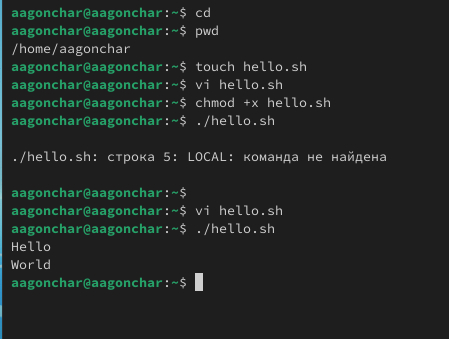 aagonchar@aagonchar:~$ cd
aagonchar@aagonchar:~$ pwd
/home/aagonchar
aagonchar@aagonchar:~$ touch hello.sh
aagonchar@aagonchar:~$ vi hello.sh
aagonchar@aagonchar:~$ chmod +x hello.sh
aagonchar@aagonchar:~$ ./hello.sh
./hello.sh: строка 5: LOCAL: команда не найдена
aagonchar@aagonchar:~$
aagonchar@aagonchar:~$ vi hello.sh
aagonchar@aagonchar:~$ ./hello.sh
Hello
World
aagonchar@aagonchar:~$